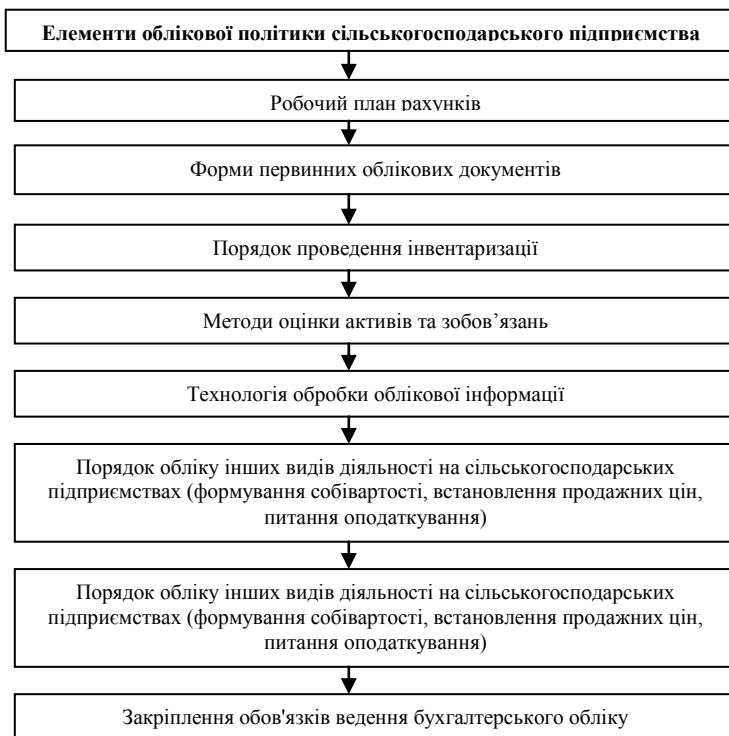 Елементи облікової політики сільськогосподарського підприємства
Робочий план рахунків
Форми первинних облікових документів
Порядок проведення інвентаризації
Методи оцінки активів та зобов’язань
Технологія обробки облікової інформації
Порядок обліку інших видів діяльності на сільськогосподарських
підприємствах (формування собівартості, встановлення продажних цін,
питання оподаткування)
Порядок обліку інших видів діяльності на сільськогосподарських
підприємствах (формування собівартості, встановлення продажних цін,
питання оподаткування)
Закріплення обов'язків ведення бухгалтерського обліку